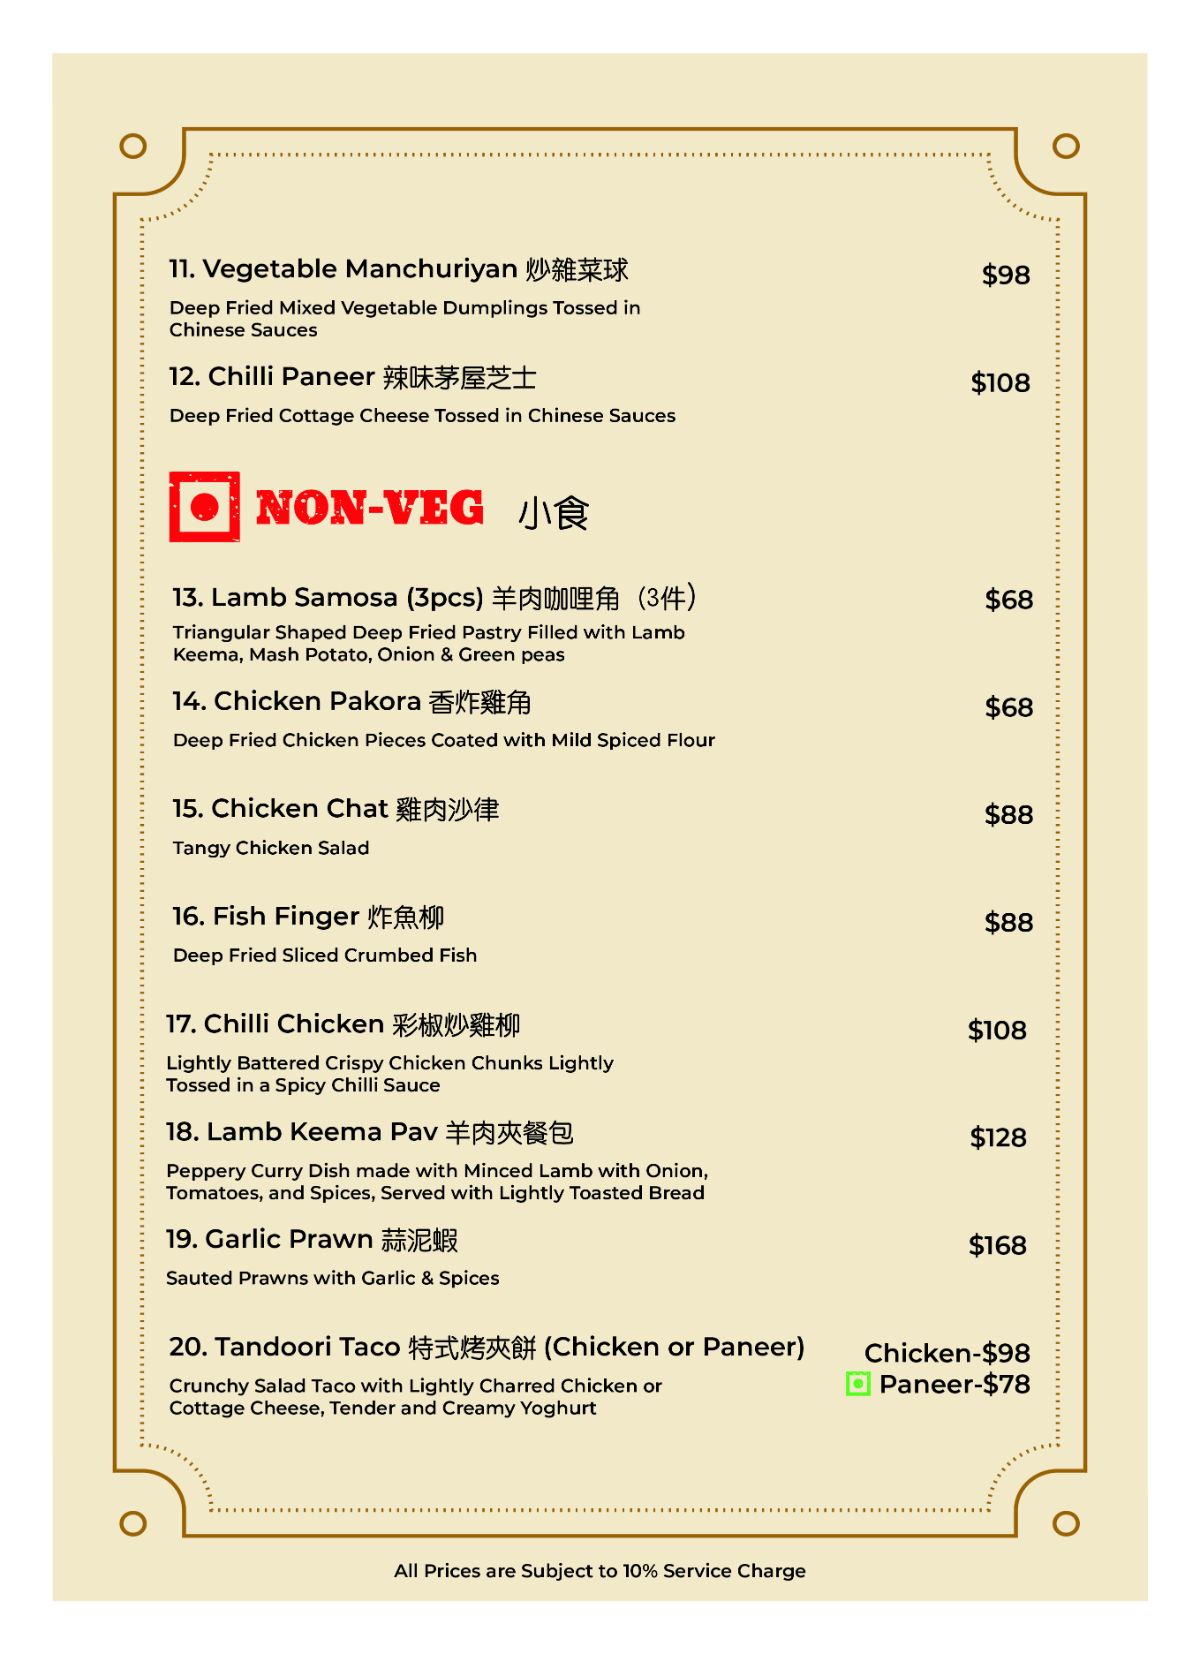 11. Vegetable Manchuriyan 炒雜菜球 $98
Deep Fried Mixed Vegetable Dumplings Tossed in
Chinese Sauces
12. Chilli Paneer 辣味茅屋芝士 $108
Deep Fried Cottage Cheese Tossed in Chinese Sauces
NON-VEG 小食
13. Lamb Samosa (3pcs) 羊肉咖喱角（3件） $68
Triangular Shaped Deep Fried Pastry Filled with Lamb
Keema, Mash Potato, Onion & Green peas
14. Chicken Pakora 香炸雞角 $68
Deep Fried Chicken Pieces Coated with Mild Spiced Flour
15. Chicken Chat 雞肉沙律 $88
Tangy Chicken Salad
16. Fish Finger 炸魚柳 $88
Deep Fried Sliced Crumbed Fish
17. Chilli Chicken 彩椒炒雞柳 $108
Lightly Battered Crispy Chicken Chunks Lightly
Tossed in a Spicy Chilli Sauce
18. Lamb Keema Pav 羊肉夾餐包 $128
Peppery Curry Dish made with Minced Lamb with Onion,
Tomatoes, and Spices, Served with Lightly Toasted Bread
19. Garlic Prawn 蒜泥蝦 $168
Sauted Prawns with Garlic & Spices
20. Tandoori Taco 特式烤夾餅 (Chicken or Paneer) Chicken-$98
Paneer-$78
Crunchy Salad Taco with Lightly Charred Chicken or
Cottage Cheese, Tender and Creamy Yoghurt
All Prices are Subject to 10% Service Charge